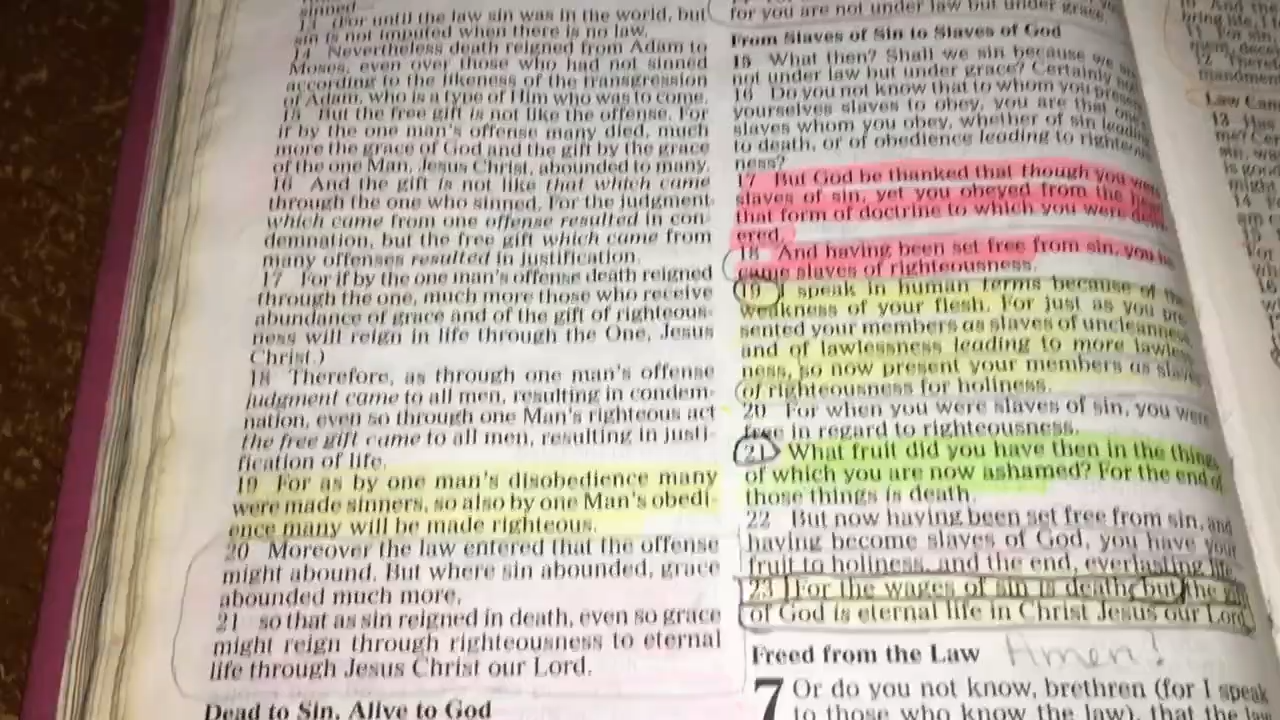 sinned
13 (For until the law sin was in the world, but
sin is not imputed when there is no law.
14 Nevertheless death reigned from Adam to
Moses, even over those who had not sinned
according to the likeness of the transgression
of Adam, who is a type of Him who was to come.
15 But the free gift is not like the offense. For
if by the one man's offense many died, much
more the grace of God and the gift by the grace
of the one Man, Jesus Christ, abounded to many.
16 And the gift is not like that which came
through the one who sinned. For the judgment
which came from one offense resulted in con-
demnation, but the free gift which came from
many offenses resulted in justification.
17 For if by the one man's offense death reigned
through the one, much more those who receive
abundance of grace and of the gift of righteous-
ness will reign in life through the One, Jesus
Christ.)
18 Therefore, as through one man's offense
judgment came to all men, resulting in condem-
nation, even so through one Man's righteous act
the free gift came to all men, resulting in justi-
fication of life.
19 For as by one man's disobedience many
were made sinners, so also by one Man's obedi-
ence many will be made righteous.
20 Moreover the law entered that the offense
might abound. But where sin abounded, grace
abounded much more,
21 so that as sin reigned in death, even so grace
might reign through righteousness to eternal
life through Jesus Christ our Lord.
Dead to Sin, Alive to God
for you are not under law but under grace.
From Slaves of Sin to Slaves of God
15 What then? Shall we sin because we
not under law but under grace? Certainly
16 Do you not know that to whom you
yourselves slaves to obey, you are that
slaves whom you obey, whether of sin leading
to death, or of obedience leading to righteous
ness?
17 But God be thanked that though you were
slaves of sin, yet you obeyed from the
that form of doctrine to which you were
ered.
18 And having been set free from sin, you be
came slaves of righteousness.
19 I speak in human terms because of the
weakness of your flesh. For just as you pre
sented your members as slaves of uncleanness
and of lawlessness leading to more lawless
ness, so now present your members as slaves
of righteousness for holiness.
20 For when you were slaves of sin, you were
free in regard to righteousness.
21 What fruit did you have then in the things
of which you are now ashamed? For the end of
those things is death.
22 But now having been set free from sin, and
having become slaves of God, you have your
fruit to holiness, and the end, everlasting life.
23 For the wages of sin is death, but the
of God is eternal life in Christ Jesus our Lord.
Freed from the Law Amen!
7 Or do you not know, brethren (for I speak
to those who know the law), that the law
And the
11 For sin,
12
Law
13 Has